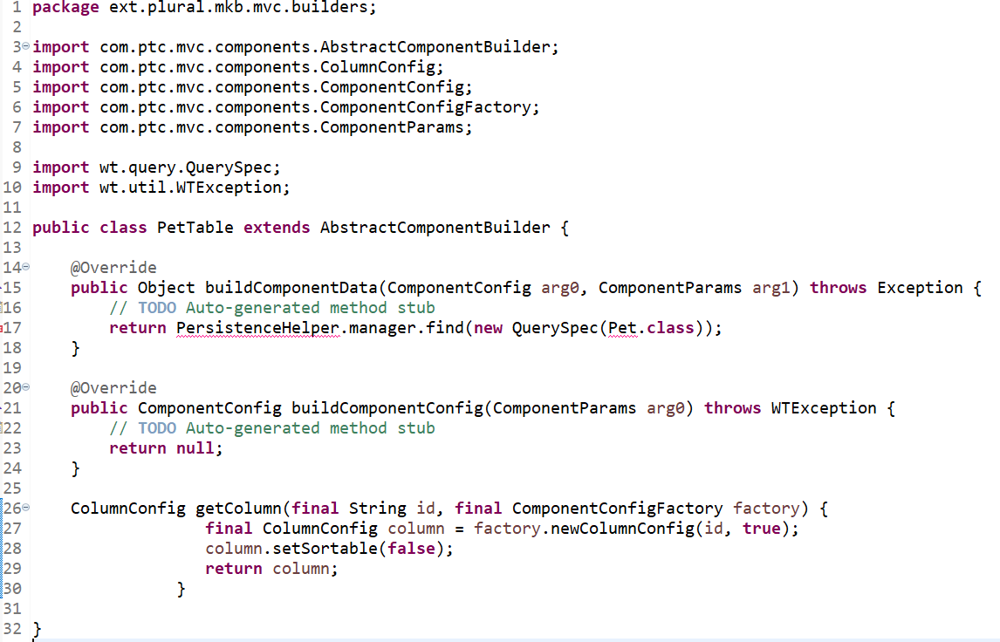 1 package ext.plural.mkb.mvc.builders;
2
3 import com.ptc.mvc.components.AbstractComponentBuilder;
4 import com.ptc.mvc.components.ColumnConfig;
5 import com.ptc.mvc.components.ComponentConfig;
6 import com.ptc.mvc.components.ComponentConfigFactory;
7 import com.ptc.mvc.components.ComponentParams;
8
9 import wt.query.QuerySpec;
10 import wt.util.WTException;
11
12 public class PetTable extends AbstractComponentBuilder {
13
14     @Override
15     public Object buildComponentData(ComponentConfig arg0, ComponentParams arg1) throws Exception {
16         // TODO Auto-generated method stub
17         return PersistenceHelper.manager.find(new QuerySpec(Pet.class));
18     }
19
20     @Override
21     public ComponentConfig buildComponentConfig(ComponentParams arg0) throws WTException {
22         // TODO Auto-generated method stub
23         return null;
24     }
25
26     ColumnConfig getColumn(final String id, final ComponentConfigFactory factory) {
27                   final ColumnConfig column = factory.newColumnConfig(id, true);
28                   column.setSortable(false);
29                   return column;
30                }
31
32 }